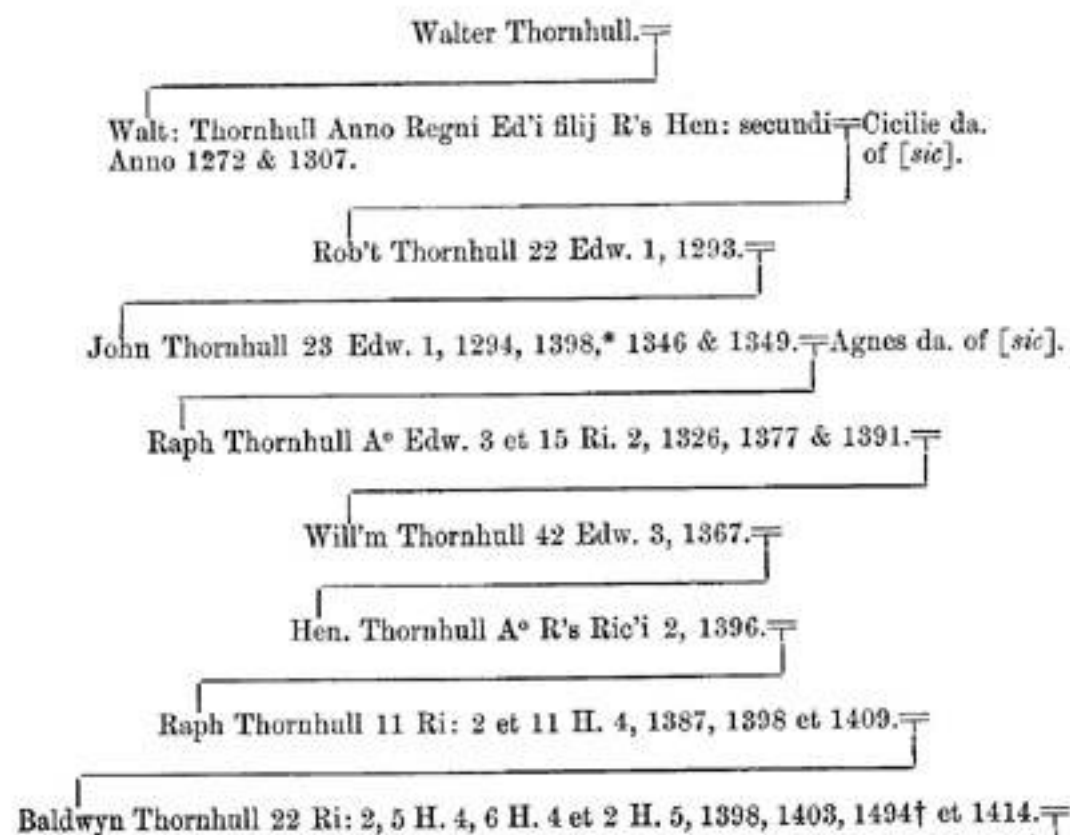 Walter Thornhull.
Walt: Thornhull Anno Regni Ed'i filij R's Hen: secundi Cicilie da.
Anno 1272 & 1307. of [sic].
Rob't Thornhull 22 Edw. 1, 1293.
John Thornhull 23 Edw. 1, 1294, 1398,* 1346 & 1349. Agnes da. of [sic].
Raph Thornhull Aº Edw. 3 et 15 Ri. 2, 1326, 1377 & 1391.
Will'm Thornhull 42 Edw. 3, 1367.
Hen. Thornhull Aº R's Ric'i 2, 1396.
Raph Thornhull 11 Ri: 2 et 11 H. 4, 1387, 1398 et 1409.
Baldwyn Thornhull 22 Ri: 2, 5 H. 4, 6 H. 4 et 2 H. 5, 1398, 1403, 1494† et 1414.